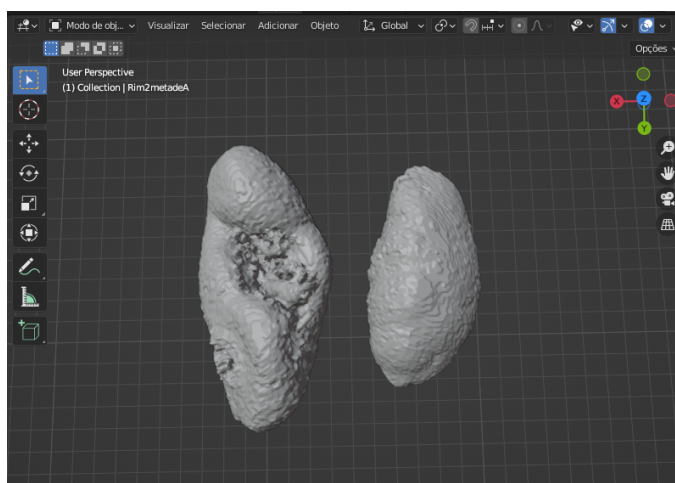 Modo de obj... Visualizar Selecionar Adicionar Objeto Global
Opções
User Perspective
(1) Collection | Rim2metadeA
X Z
Y